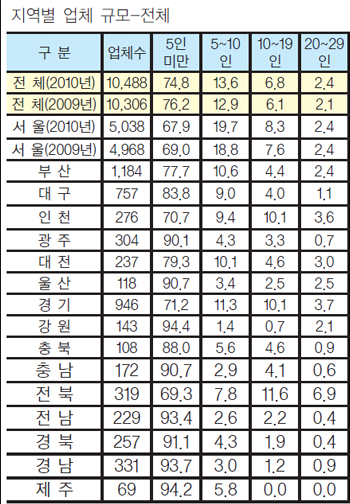 지역별 업체 규모-전체
구 분 업체수 5인 미만 5~10 인 10~19 인 20~29 인
전 체(2010년) 10,488 74.8 13.6 6.8 2.4
전 체(2009년) 10,306 76.2 12.9 6.1 2.1
서 울(2010년) 5,038 67.9 19.7 8.3 2.4
서 울(2009년) 4,968 69.0 18.8 7.6 2.4
부 산 1,184 77.7 10.6 4.4 2.4
대 구 757 83.8 9.0 4.0 1.1
인 천 276 70.7 9.4 10.1 3.6
광 주 304 90.1 4.3 3.3 0.7
대 전 237 79.3 10.1 4.6 3.0
울 산 118 90.7 3.4 2.5 2.5
경 기 946 71.2 11.3 10.1 3.7
강 원 143 94.4 1.4 0.7 2.1
충 북 108 88.0 5.6 4.6 0.9
충 남 172 90.7 2.9 4.1 0.6
전 북 319 69.3 7.8 11.6 6.9
전 남 229 93.4 2.6 2.2 0.4
경 북 257 91.1 4.3 1.9 0.4
경 남 331 93.7 3.0 1.2 0.9
제 주 69 94.2 5.8 0.0 0.0